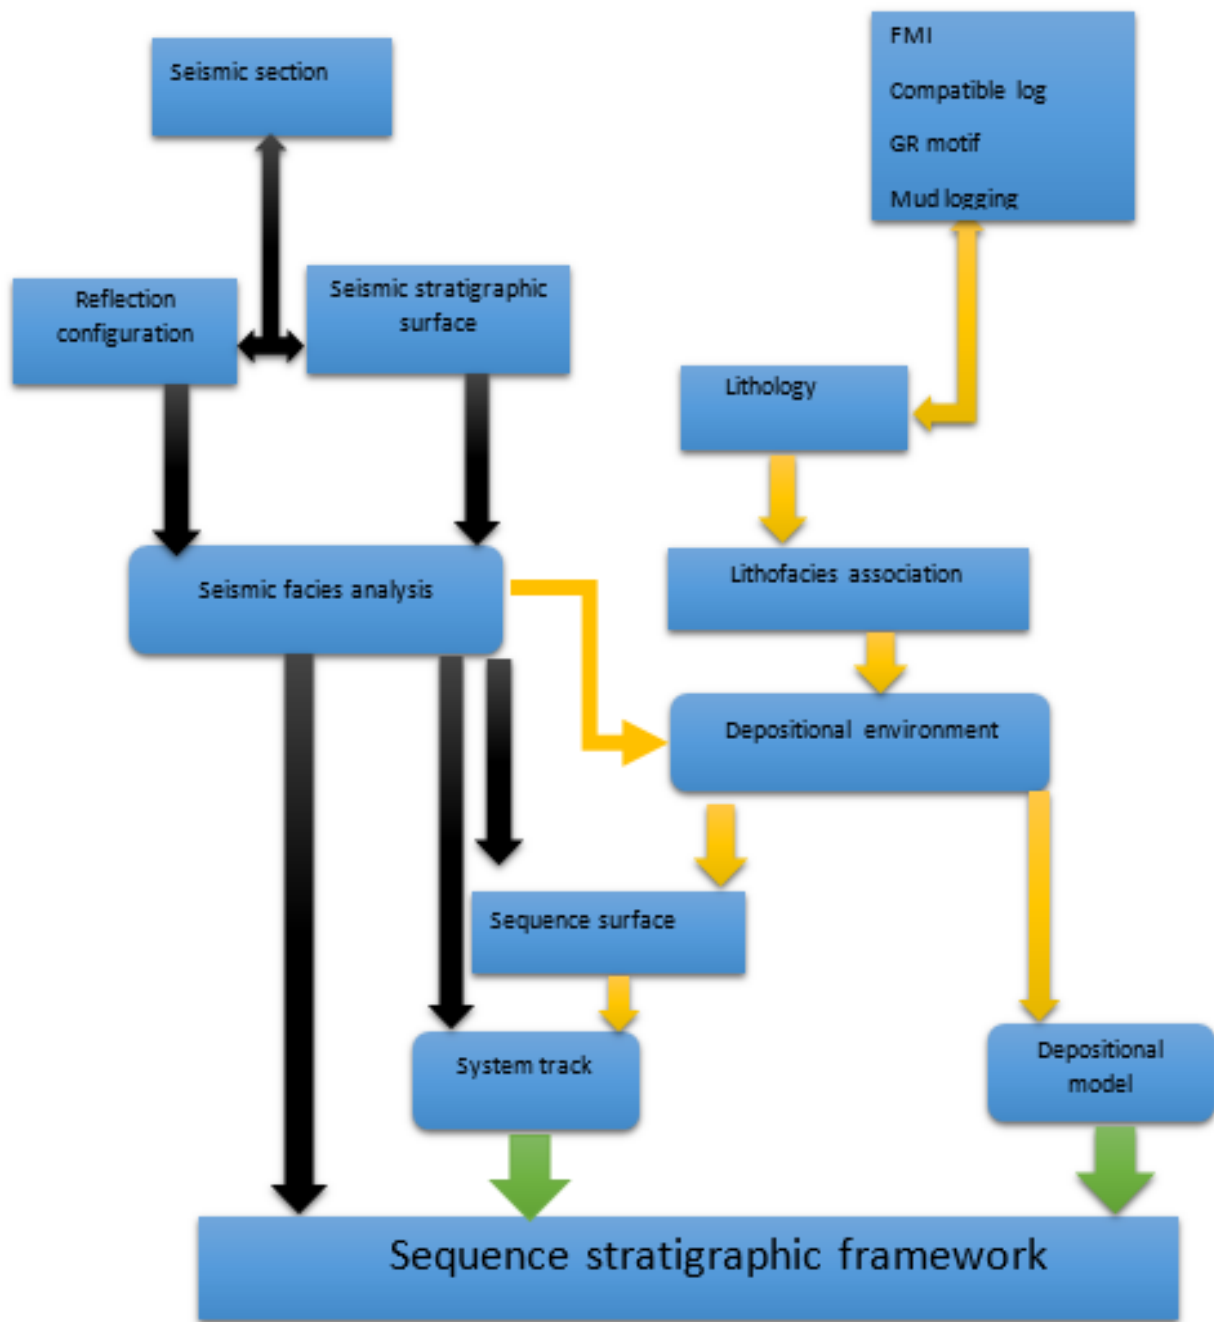 Seismic section
FMI
Compatible log
GR motif
Mud logging
Reflection
configuration
Seismic stratigraphic
surface
Lithology
Seismic facies analysis
Lithofacies association
Depositional environment
Sequence surface
System track
Depositional
model
Sequence stratigraphic framework